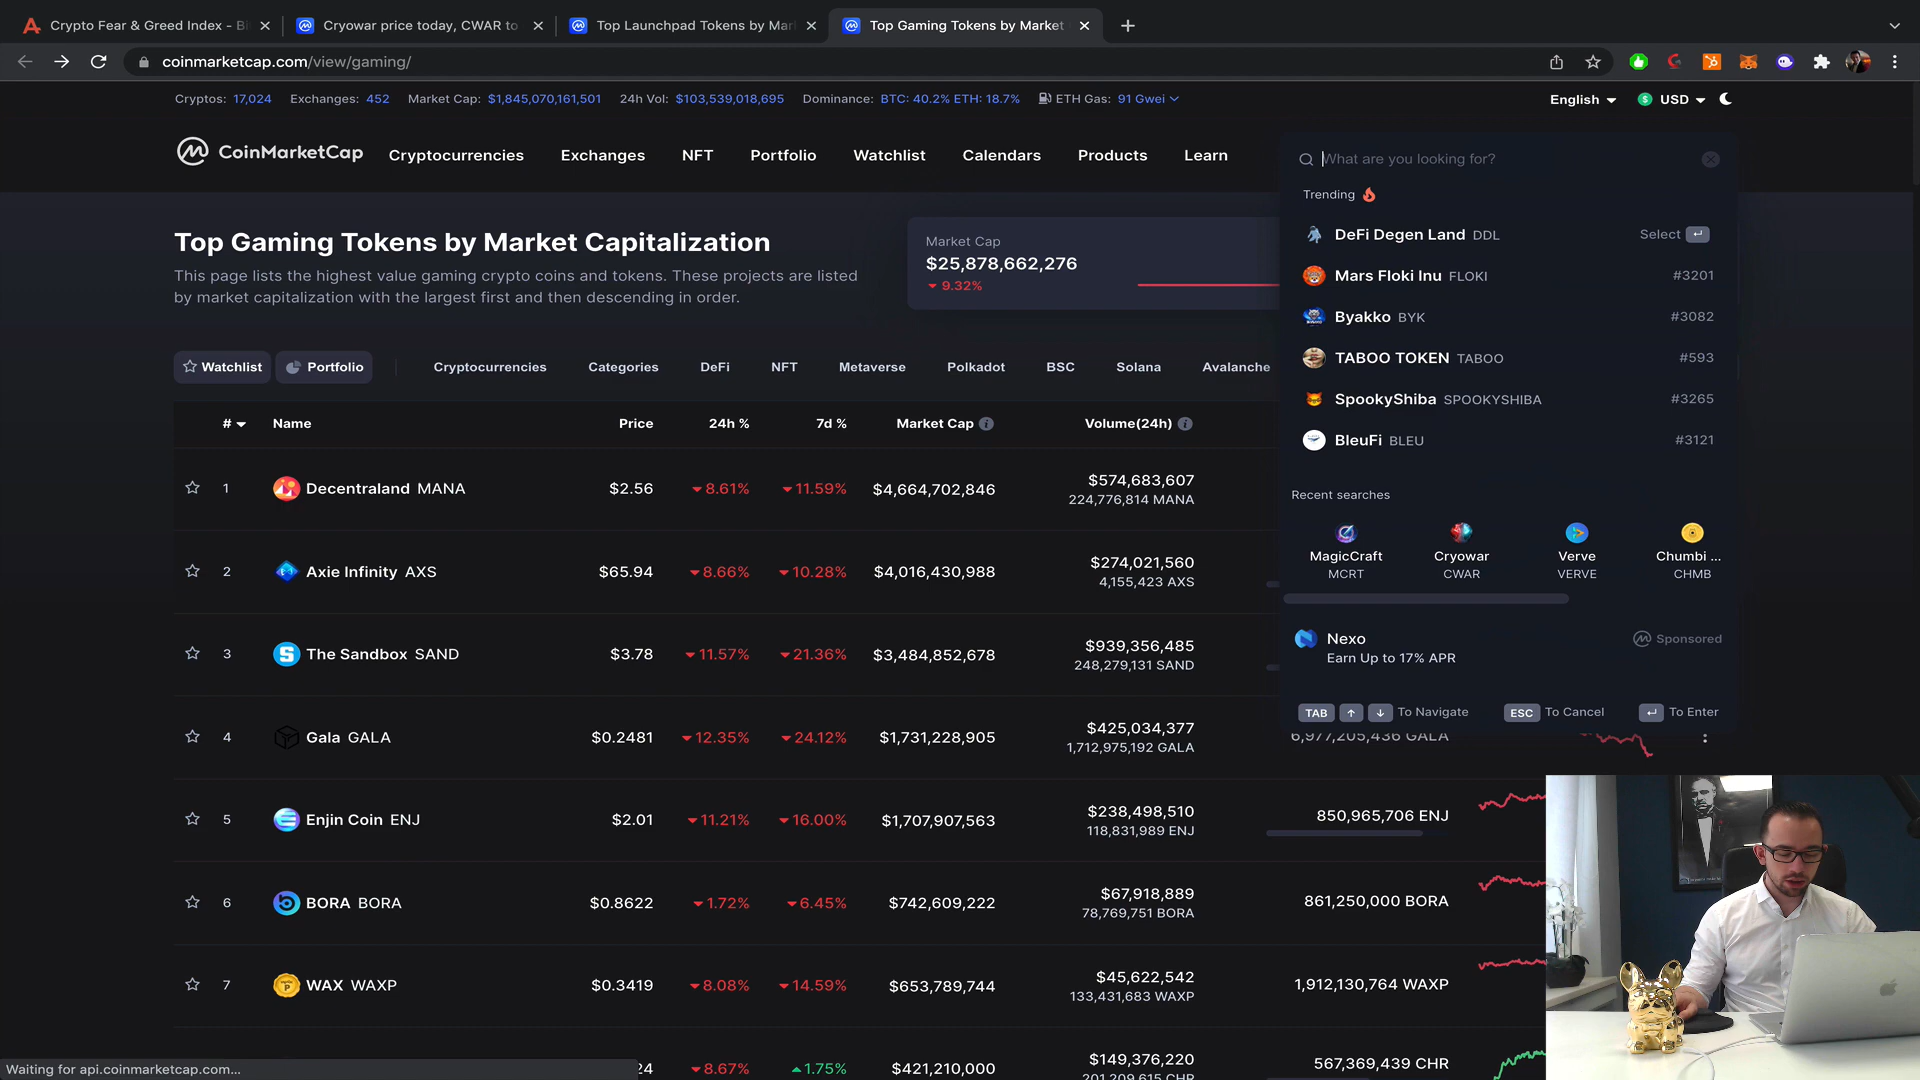 Crypto Fear & Greed Index - Bi
Cryowar price today, CWAR to
Top Launchpad Tokens by Mar
Top Gaming Tokens by Market
coinmarketcap.com/view/gaming/
Cryptos: 17,024 Exchanges: 452 Market Cap: $1,845,070,161,501 24h Vol: $103,539,018,695 Dominance: BTC: 40.2% ETH: 18.7% ETH Gas: 91 Gwei
English USD
CoinMarketCap
Cryptocurrencies Exchanges NFT Portfolio Watchlist Calendars Products Learn
What are you looking for?
Trending
DeFi Degen Land DDL Select
Mars Floki Inu FLOKI #3201
Byakko BYK #3082
TABOO TOKEN TABOO #593
SpookyShiba SPOOKYSHIBA #3265
BleuFi BLEU #3121
Recent searches
MagicCraft
MCRT
Cryowar
CWAR
Verve
VERVE
Chumbi ...
CHMB
Nexo
Earn Up to 17% APR
Sponsored
TAB To Navigate ESC To Cancel To Enter
Top Gaming Tokens by Market Capitalization
This page lists the highest value gaming crypto coins and tokens. These projects are listed
by market capitalization with the largest first and then descending in order.
Market Cap
$25,878,662,276
9.32%
Watchlist Portfolio Cryptocurrencies Categories DeFi NFT Metaverse Polkadot BSC Solana Avalanche
# Name Price 24h % 7d % Market Cap Volume(24h)
1 Decentraland MANA $2.56 8.61% 11.59% $4,664,702,846 $574,683,607
224,776,814 MANA
2 Axie Infinity AXS $65.94 8.66% 10.28% $4,016,430,988 $274,021,560
4,155,423 AXS
3 The Sandbox SAND $3.78 11.57% 21.36% $3,484,852,678 $939,356,485
248,279,131 SAND
4 Gala GALA $0.2481 12.35% 24.12% $1,731,228,905 $425,034,377
1,712,975,192 GALA
6,977,205,436 GALA
5 Enjin Coin ENJ $2.01 11.21% 16.00% $1,707,907,563 $238,498,510
118,831,989 ENJ
850,965,706 ENJ
6 BORA BORA $0.8622 1.72% 6.45% $742,609,222 $67,918,889
78,769,751 BORA
861,250,000 BORA
7 WAX WAXP $0.3419 8.08% 14.59% $653,789,744 $45,622,542
133,431,683 WAXP
1,912,130,764 WAXP
24 8.67% 1.75% $421,210,000 $149,376,220
201,209,615 CHR
567,369,439 CHR
Waiting for api.coinmarketcap.com...